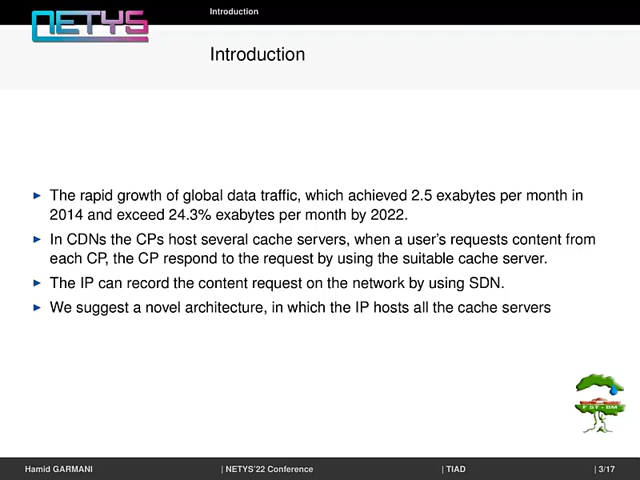 Introduction
NETYS
Introduction
The rapid growth of global data traffic, which achieved 2.5 exabytes per month in
2014 and exceed 24.3% exabytes per month by 2022.
In CDNs the CPs host several cache servers, when a user's requests content from
each CP, the CP respond to the request by using the suitable cache server.
The IP can record the content request on the network by using SDN.
We suggest a novel architecture, in which the IP hosts all the cache servers
FST-BM
Hamid GARMANI | NETYS'22 Conference | TIAD | 3/17